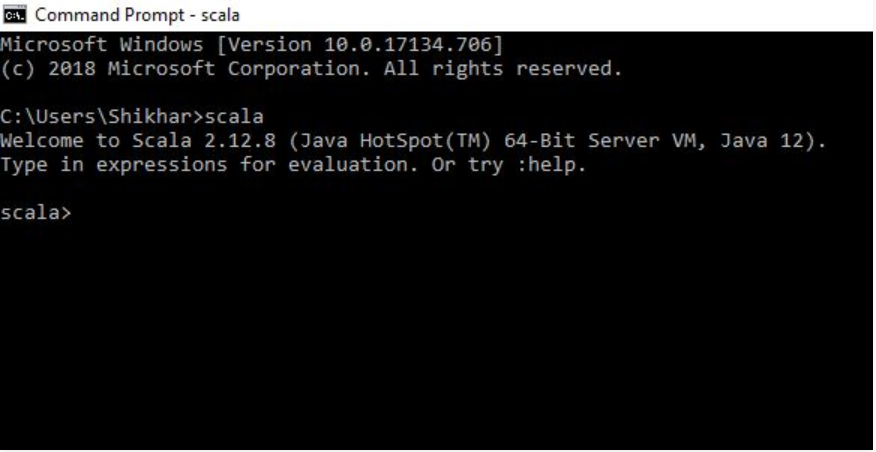 Command Prompt - scala
Microsoft Windows [Version 10.0.17134.706]
(c) 2018 Microsoft Corporation. All rights reserved.
C:\Users\Shikhar>scala
Welcome to Scala 2.12.8 (Java HotSpot(TM) 64-Bit Server VM, Java 12).
Type in expressions for evaluation. Or try :help.
scala>